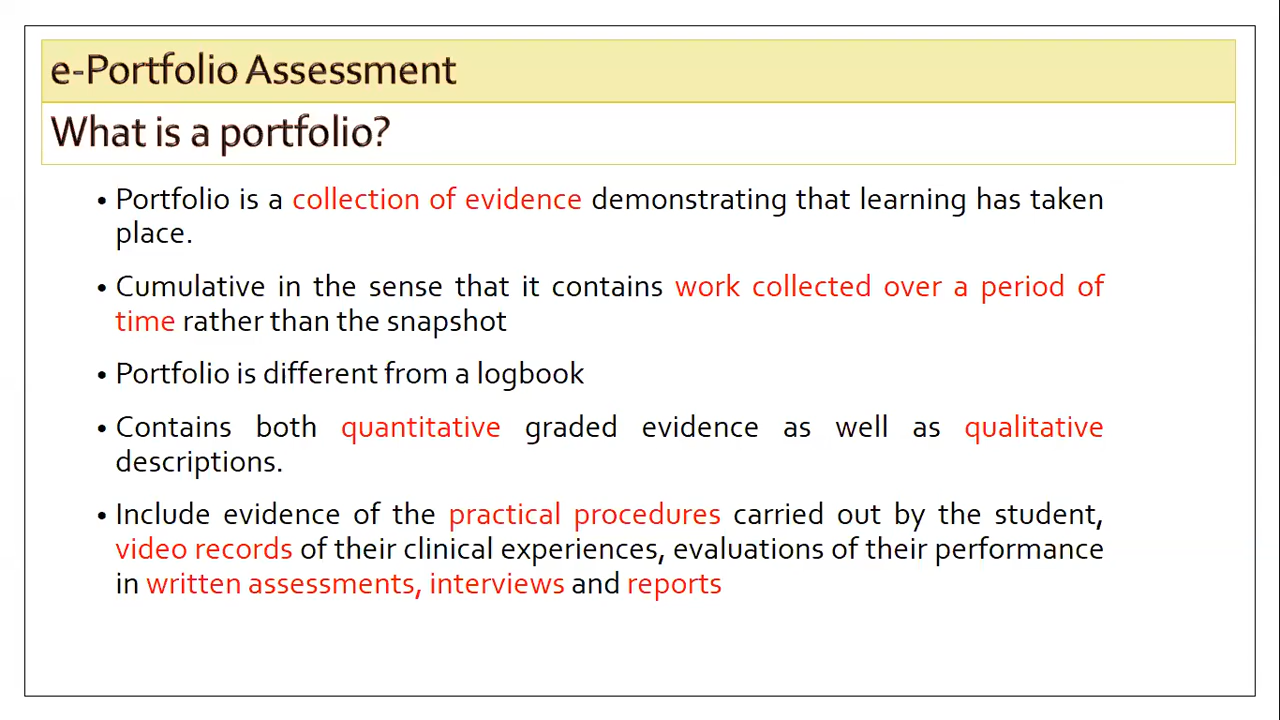 e-Portfolio Assessment
What is a portfolio?
• Portfolio is a collection of evidence demonstrating that learning has taken
place.
• Cumulative in the sense that it contains work collected over a period of
time rather than the snapshot
• Portfolio is different from a logbook
• Contains both quantitative graded evidence as well as qualitative
descriptions.
• Include evidence of the practical procedures carried out by the student,
video records of their clinical experiences, evaluations of their performance
in written assessments, interviews and reports